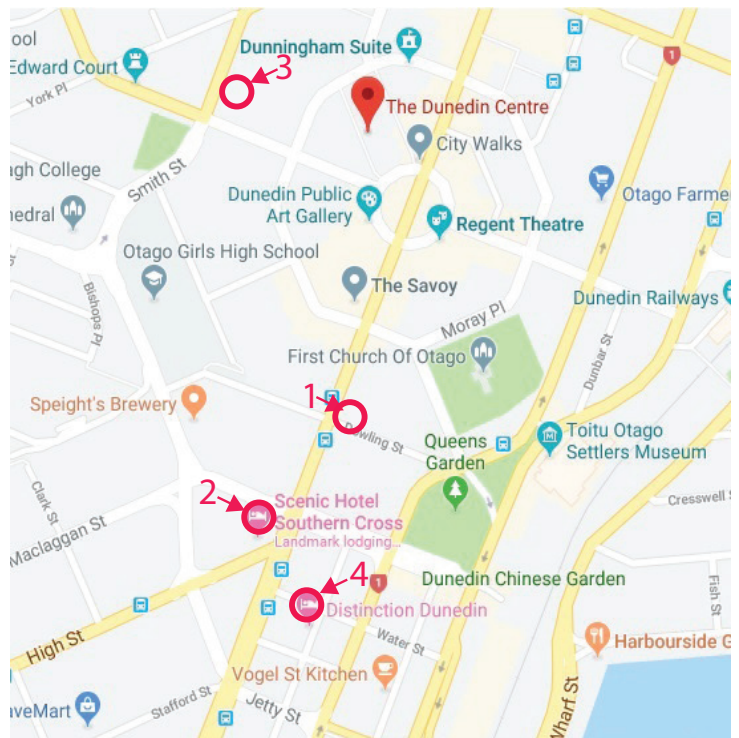 ool
Edward Court
York Pl
3
Dunningham Suite
1
The Dunedin Centre
City Walks
agh College
Smith St
hedral
Dunedin Public
Art Gallery
Regent Theatre
Otago Farmer
Otago Girls High School
Bishops Pl
The Savoy
Dunedin Railways
Moray Pl
First Church Of Otago
Dunbar St
Speight's Brewery
1
Dowling St
Queens
Garden
Toitu Otago
Settlers Museum
Clark St
Maclaggan St
2
Scenic Hotel
Southern Cross
Landmark lodging...
Cresswell S
4
1
Dunedin Chinese Garden
Fish St
Distinction Dunedin
High St
Water St
Harbourside G
Vogel St Kitchen
Stafford St
Jetty St
Wharf St
aveMart